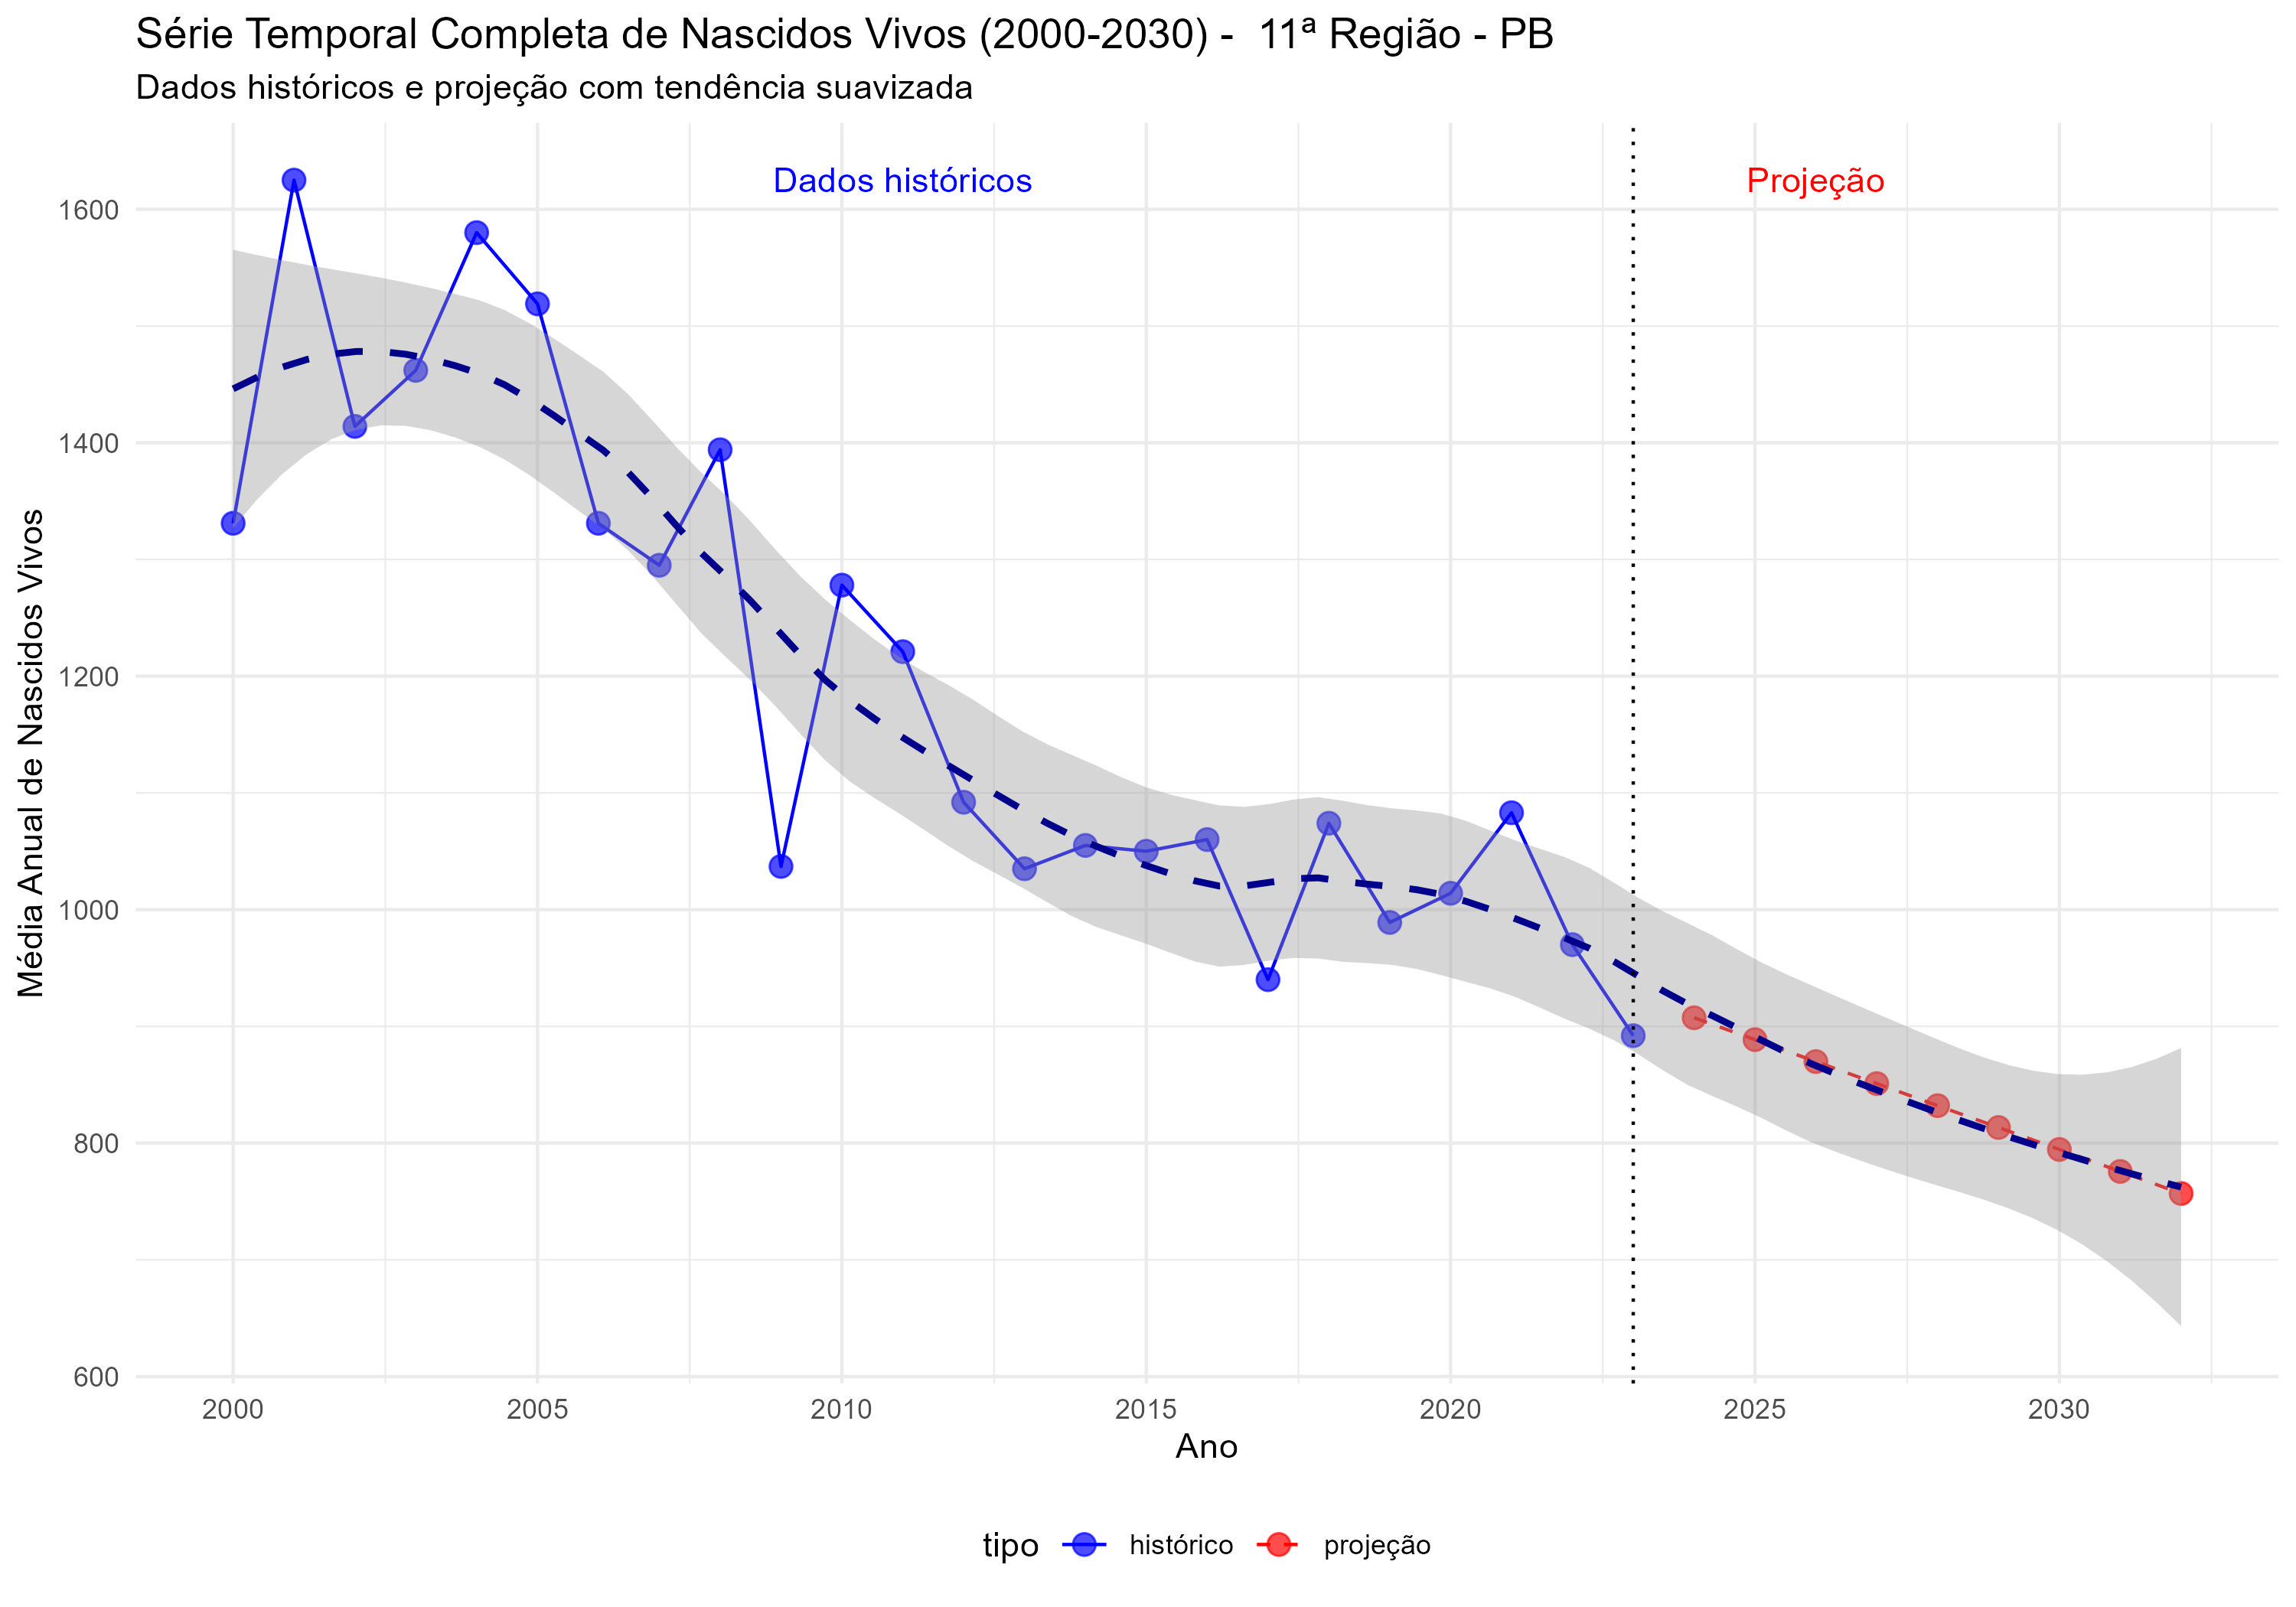 Série Temporal Completa de Nascidos Vivos (2000-2030) -  11ª Região - PB
Dados históricos e projeção com tendência suavizada
Dados históricos
Projeção
Média Anual de Nascidos Vivos
1600
1400
1200
1000
800
600
2000 2005 2010 2015 2020 2025 2030
Ano
tipo histórico projeção